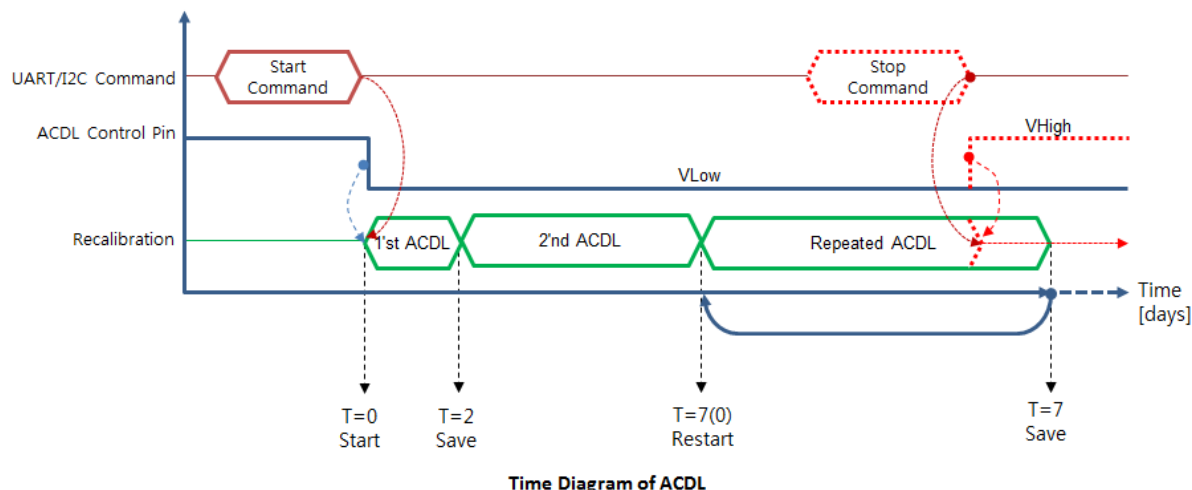 UART/I2C Command
Start
Command
Stop
Command
ACDL Control Pin
VHigh
VLow
Recalibration
1'st ACDL
2'nd ACDL
Repeated ACDL
Time
[days]
T=0
Start
T=2
Save
T=7(0)
Restart
T=7
Save
Time Diagram of ACDL